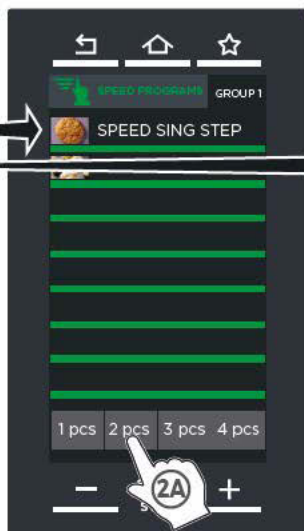 SPEED PROGRAMS GROUP 1
SPEED SING STEP
1 pcs 2 pcs 3 pcs 4 pcs
2A